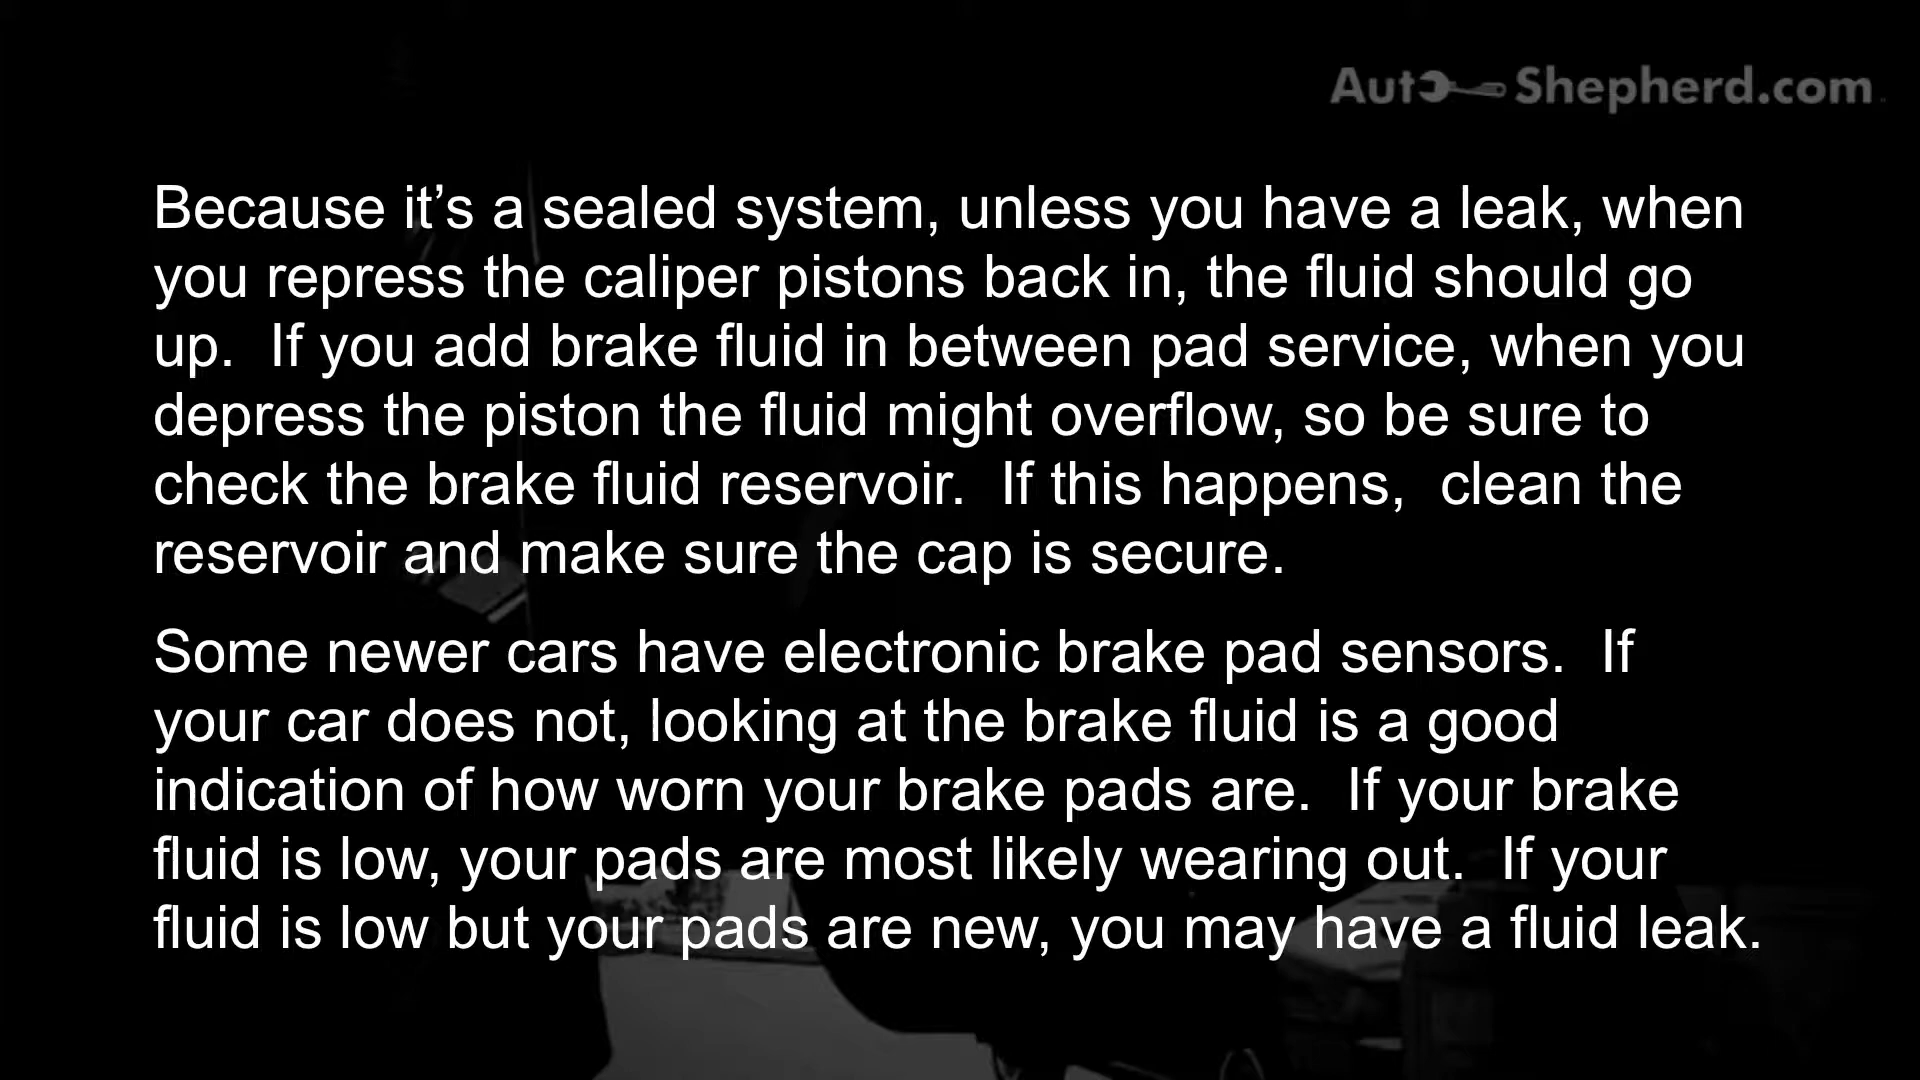 Aut Shepherd.com
Because it’s a sealed system, unless you have a leak, when
you repress the caliper pistons back in, the fluid should go
up.  If you add brake fluid in between pad service, when you
depress the piston the fluid might overflow, so be sure to
check the brake fluid reservoir.  If this happens,  clean the
reservoir and make sure the cap is secure.
Some newer cars have electronic brake pad sensors.  If
your car does not, looking at the brake fluid is a good
indication of how worn your brake pads are.  If your brake
fluid is low, your pads are most likely wearing out.  If your
fluid is low but your pads are new, you may have a fluid leak.